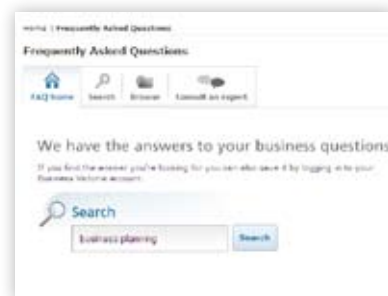 Home | Frequently Asked Questions
Frequently Asked Questions
FAQ home Search Browse Consult an expert
We have the answers to your business questions
If you find the answer you're looking for you can also save it by logging in to your
Business Victoria account.
Search
business planning Search